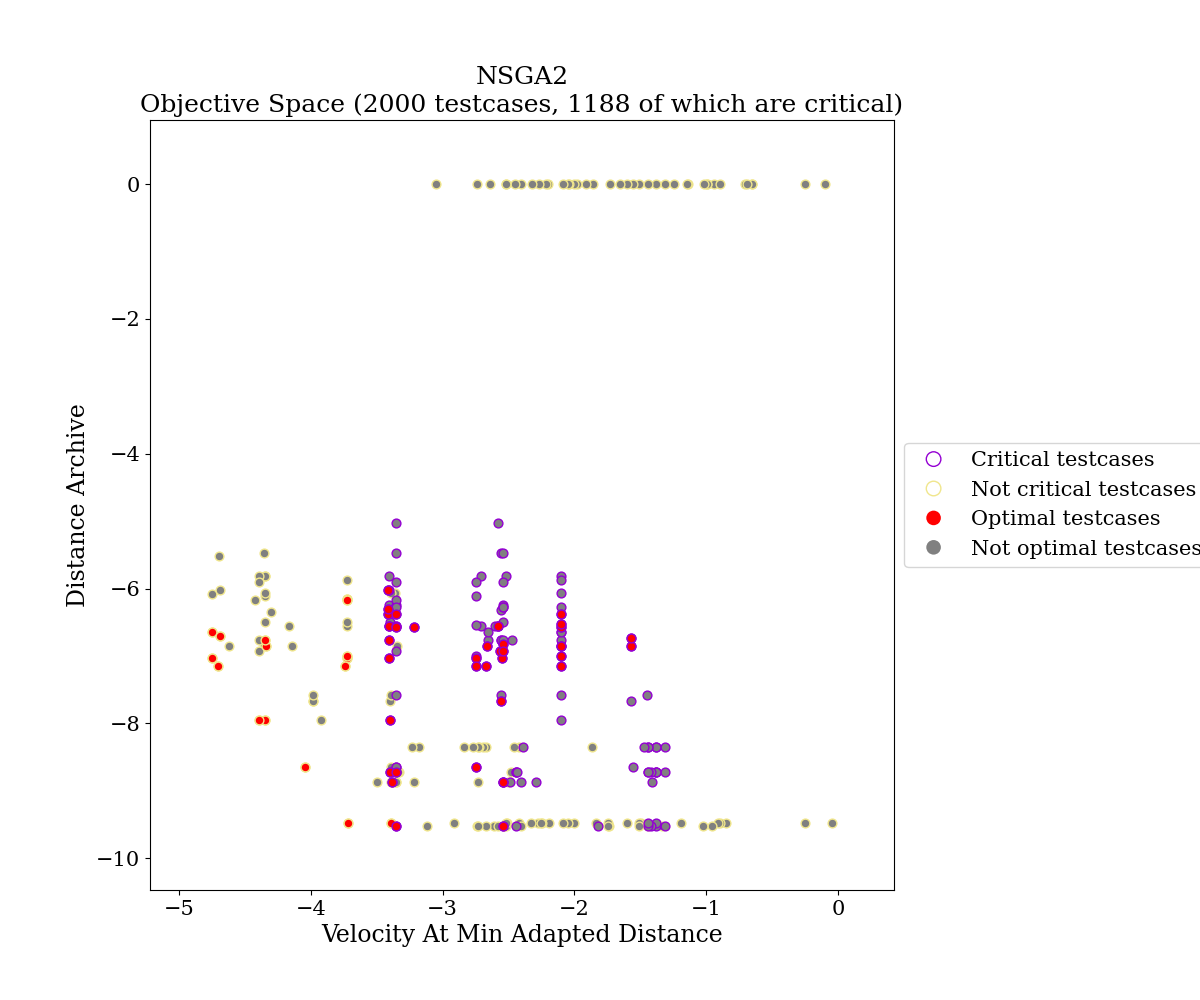 NSGA2
Objective Space (2000 testcases, 1188 of which are critical)
0
−2
−4
−6
−8
−10
Distance Archive
−5
−4
−3
−2
−1
0
Velocity At Min Adapted Distance
Critical testcases
Not critical testcases
Optimal testcases
Not optimal testcases